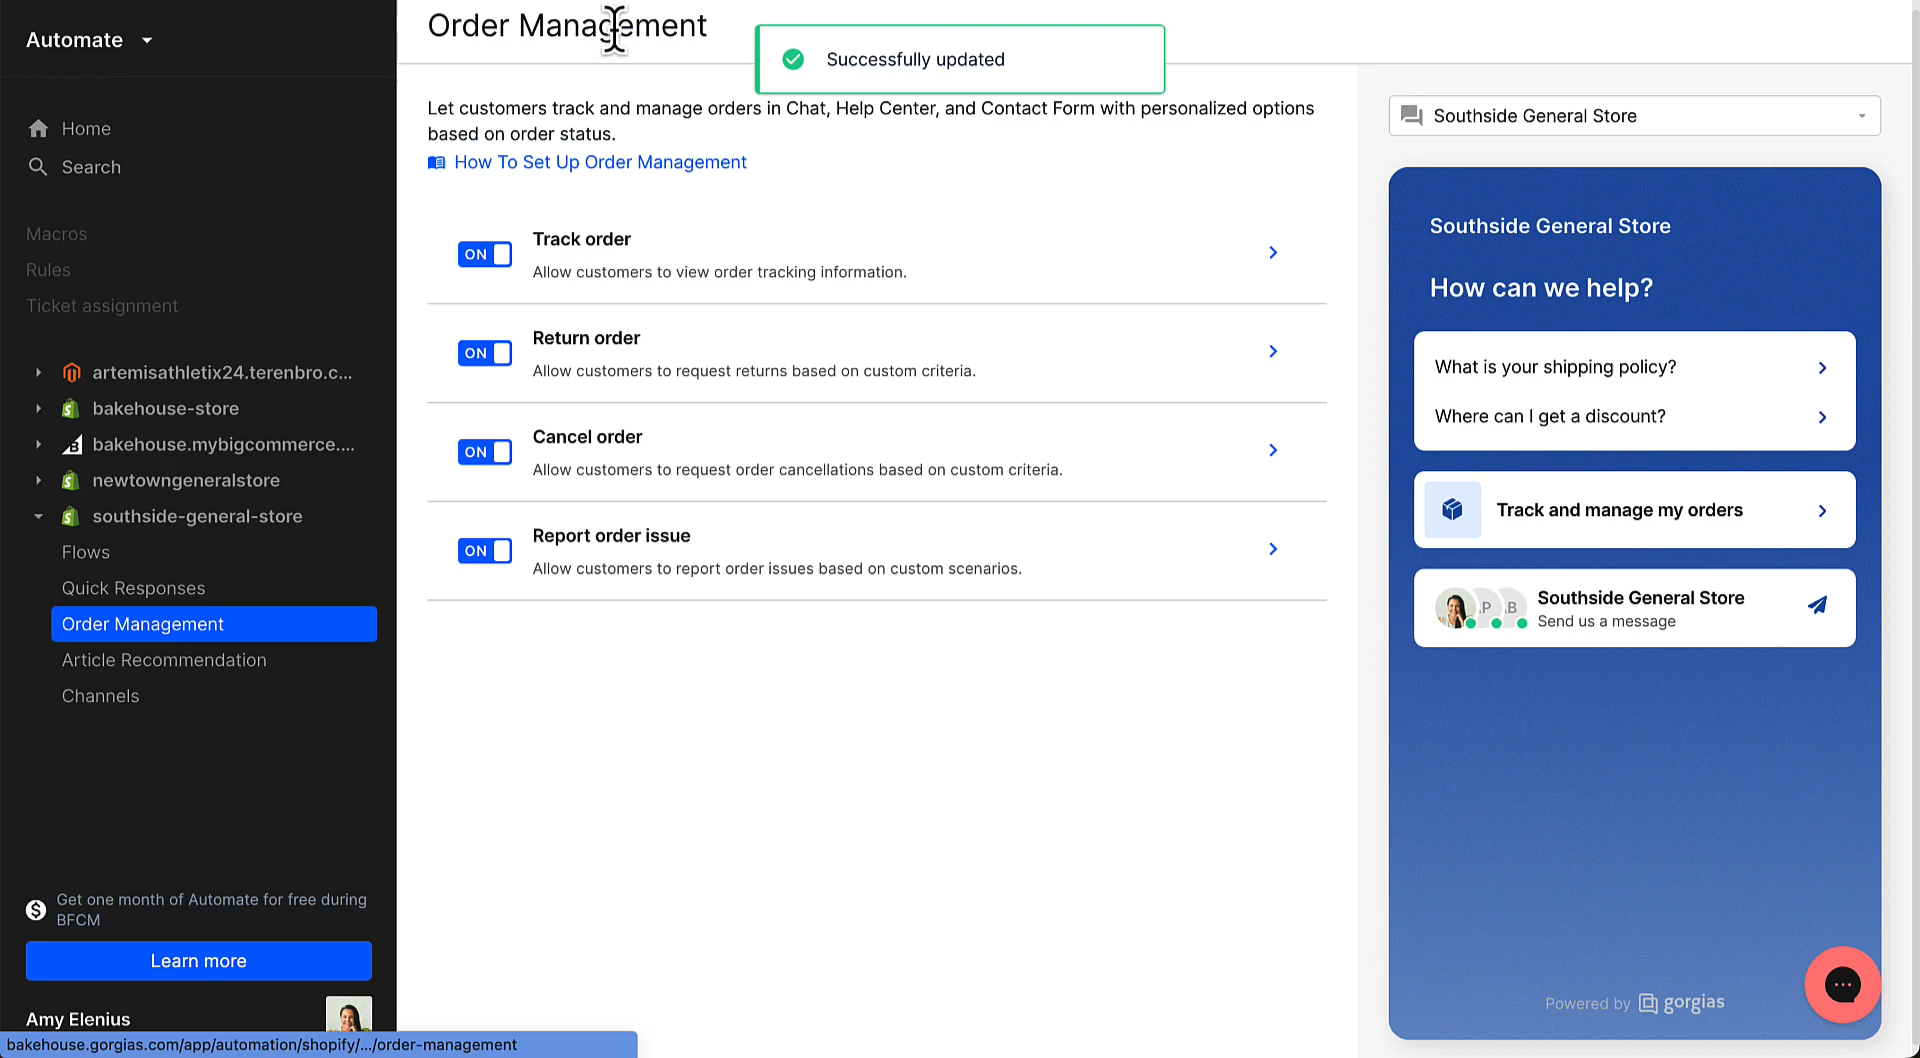 Automate
Home
Search
Macros
Rules
Ticket assignment
artemisathletix24.terenbro.c...
bakehouse-store
bakehouse.mybigcommerce....
newtowngeneralstore
southside-general-store
Flows
Quick Responses
Order Management
Article Recommendation
Channels
Get one month of Automate for free during
BFCM
Learn more
Amy Elenius
bakehouse.gorgias.com/app/automation/shopify/.../order-management
Order Management
Successfully updated
Let customers track and manage orders in Chat, Help Center, and Contact Form with personalized options
based on order status.
How To Set Up Order Management
ON
Track order
Allow customers to view order tracking information.
ON
Return order
Allow customers to request returns based on custom criteria.
ON
Cancel order
Allow customers to request order cancellations based on custom criteria.
ON
Report order issue
Allow customers to report order issues based on custom scenarios.
Southside General Store
Southside General Store
How can we help?
What is your shipping policy?
Where can I get a discount?
Track and manage my orders
P
B
Southside General Store
Send us a message
Powered by gorgias